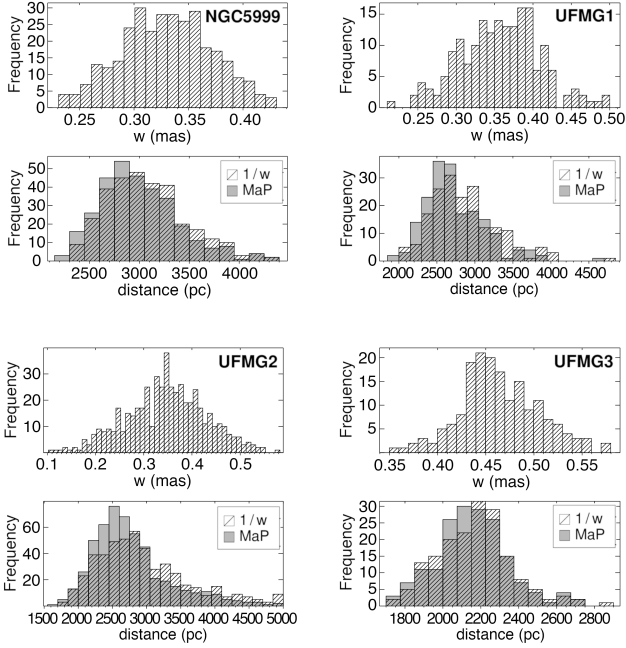 NGC5999
Frequency
30
25
20
15
10
5
0
0.25 0.30 0.35 0.40
w (mas)
UFMG1
Frequency
15
10
5
0
0.25 0.30 0.35 0.40 0.45 0.50
w (mas)
1 / w
MaP
Frequency
50
40
30
20
10
0
2500 3000 3500 4000
distance (pc)
1 / w
MaP
Frequency
30
20
10
0
2000 2500 3000 3500 4000 4500
distance (pc)
UFMG2
Frequency
30
20
10
0.1 0.2 0.3 0.4 0.5
w (mas)
UFMG3
Frequency
20
15
10
5
0.35 0.40 0.45 0.50 0.55
w (mas)
1 / w
MaP
Frequency
60
40
20
1500 2000 2500 3000 3500 4000 4500 5000
distance (pc)
1 / w
MaP
Frequency
30
25
20
15
10
5
0
1800 2000 2200 2400 2600 2800
distance (pc)